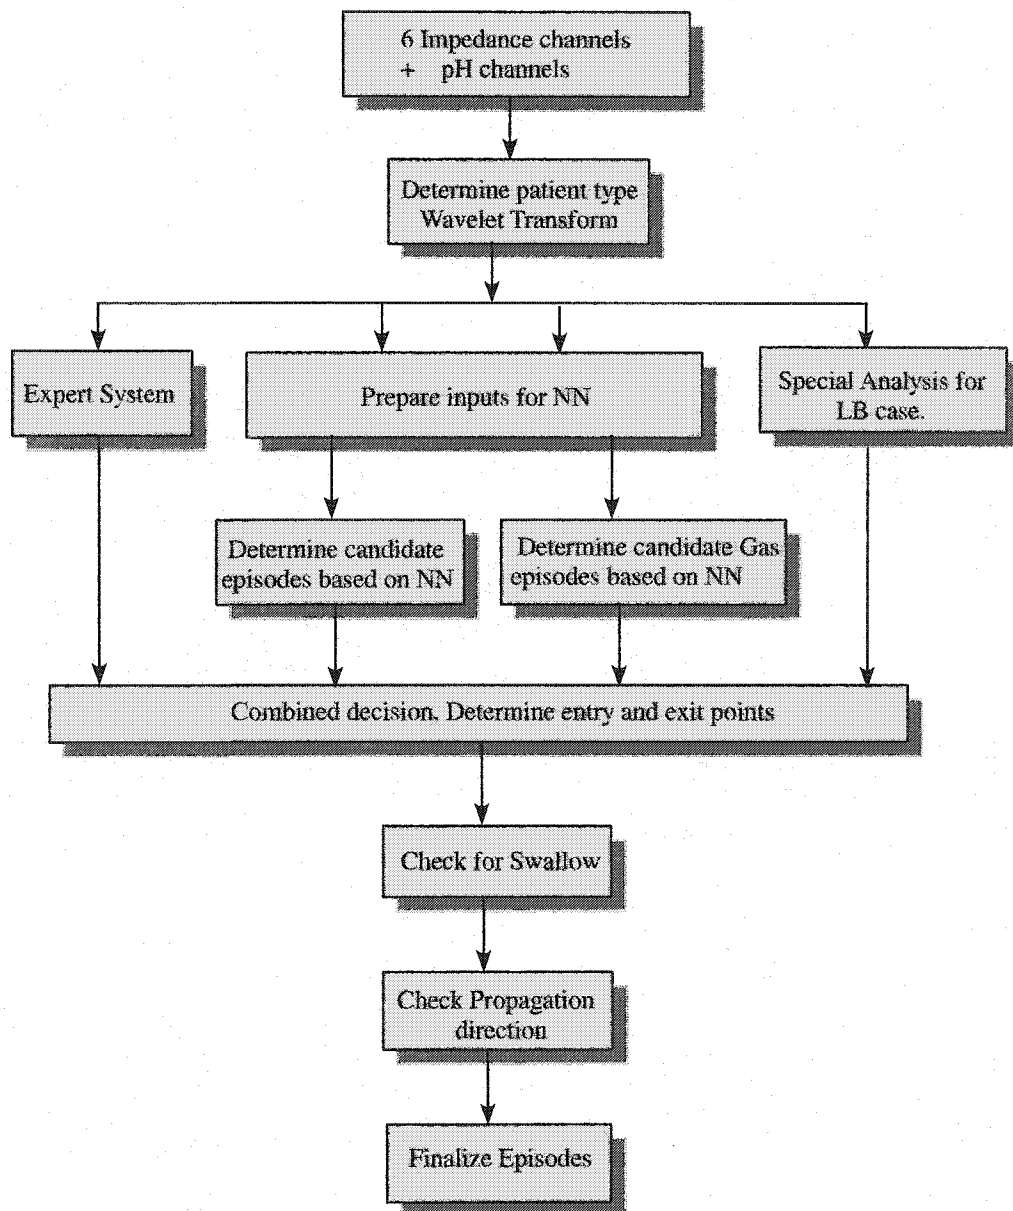 6 Impedance channels
+ pH channels
Determine patient type
Wavelet Transform
Expert System
Prepare inputs for NN
Special Analysis for
LB case.
Determine candidate
episodes based on NN
Determine candidate Gas
episodes based on NN
Combined decision. Determine entry and exit points
Check for Swallow
Check Propagation
direction
Finalize Episodes